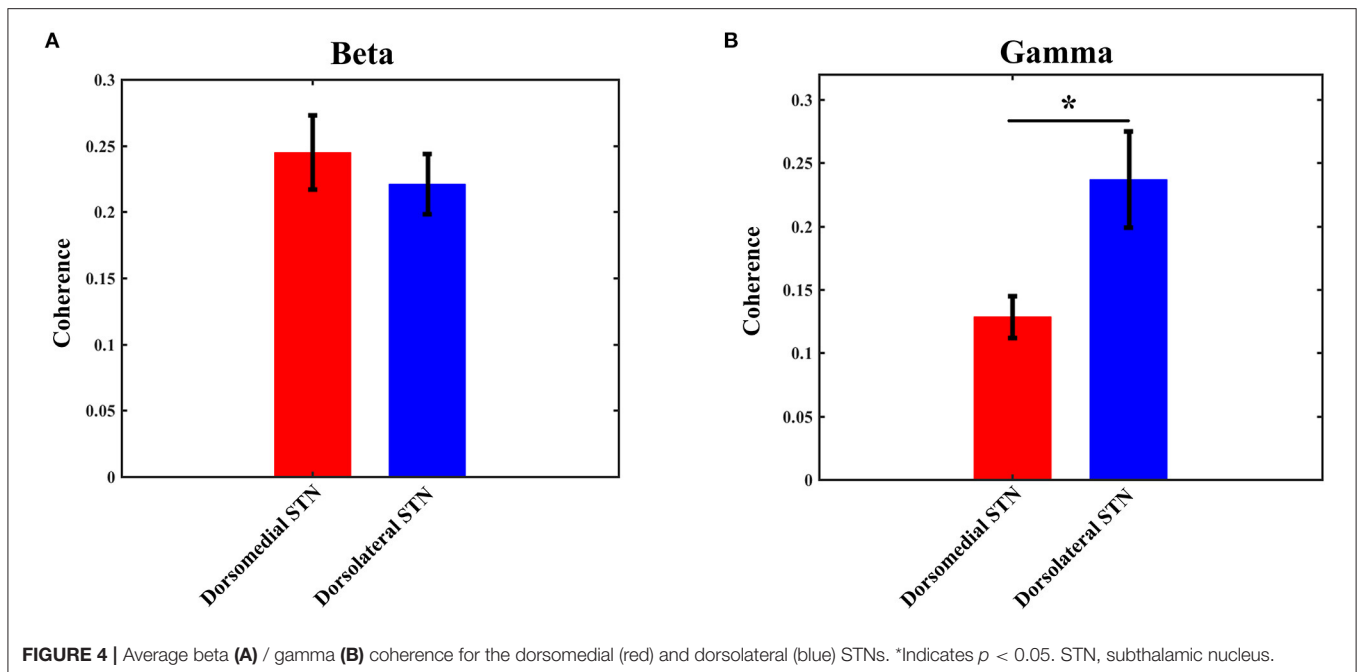 A
Beta
0.3
0.25
0.2
0.15
0.1
0.05
0
Coherence
Dorsomedial STN
Dorsolateral STN
B
Gamma
*
0.3
0.25
0.2
0.15
0.1
0.05
0
Coherence
Dorsomedial STN
Dorsolateral STN
FIGURE 4 | Average beta (A) / gamma (B) coherence for the dorsomedial (red) and dorsolateral (blue) STNs. *Indicates p < 0.05. STN, subthalamic nucleus.